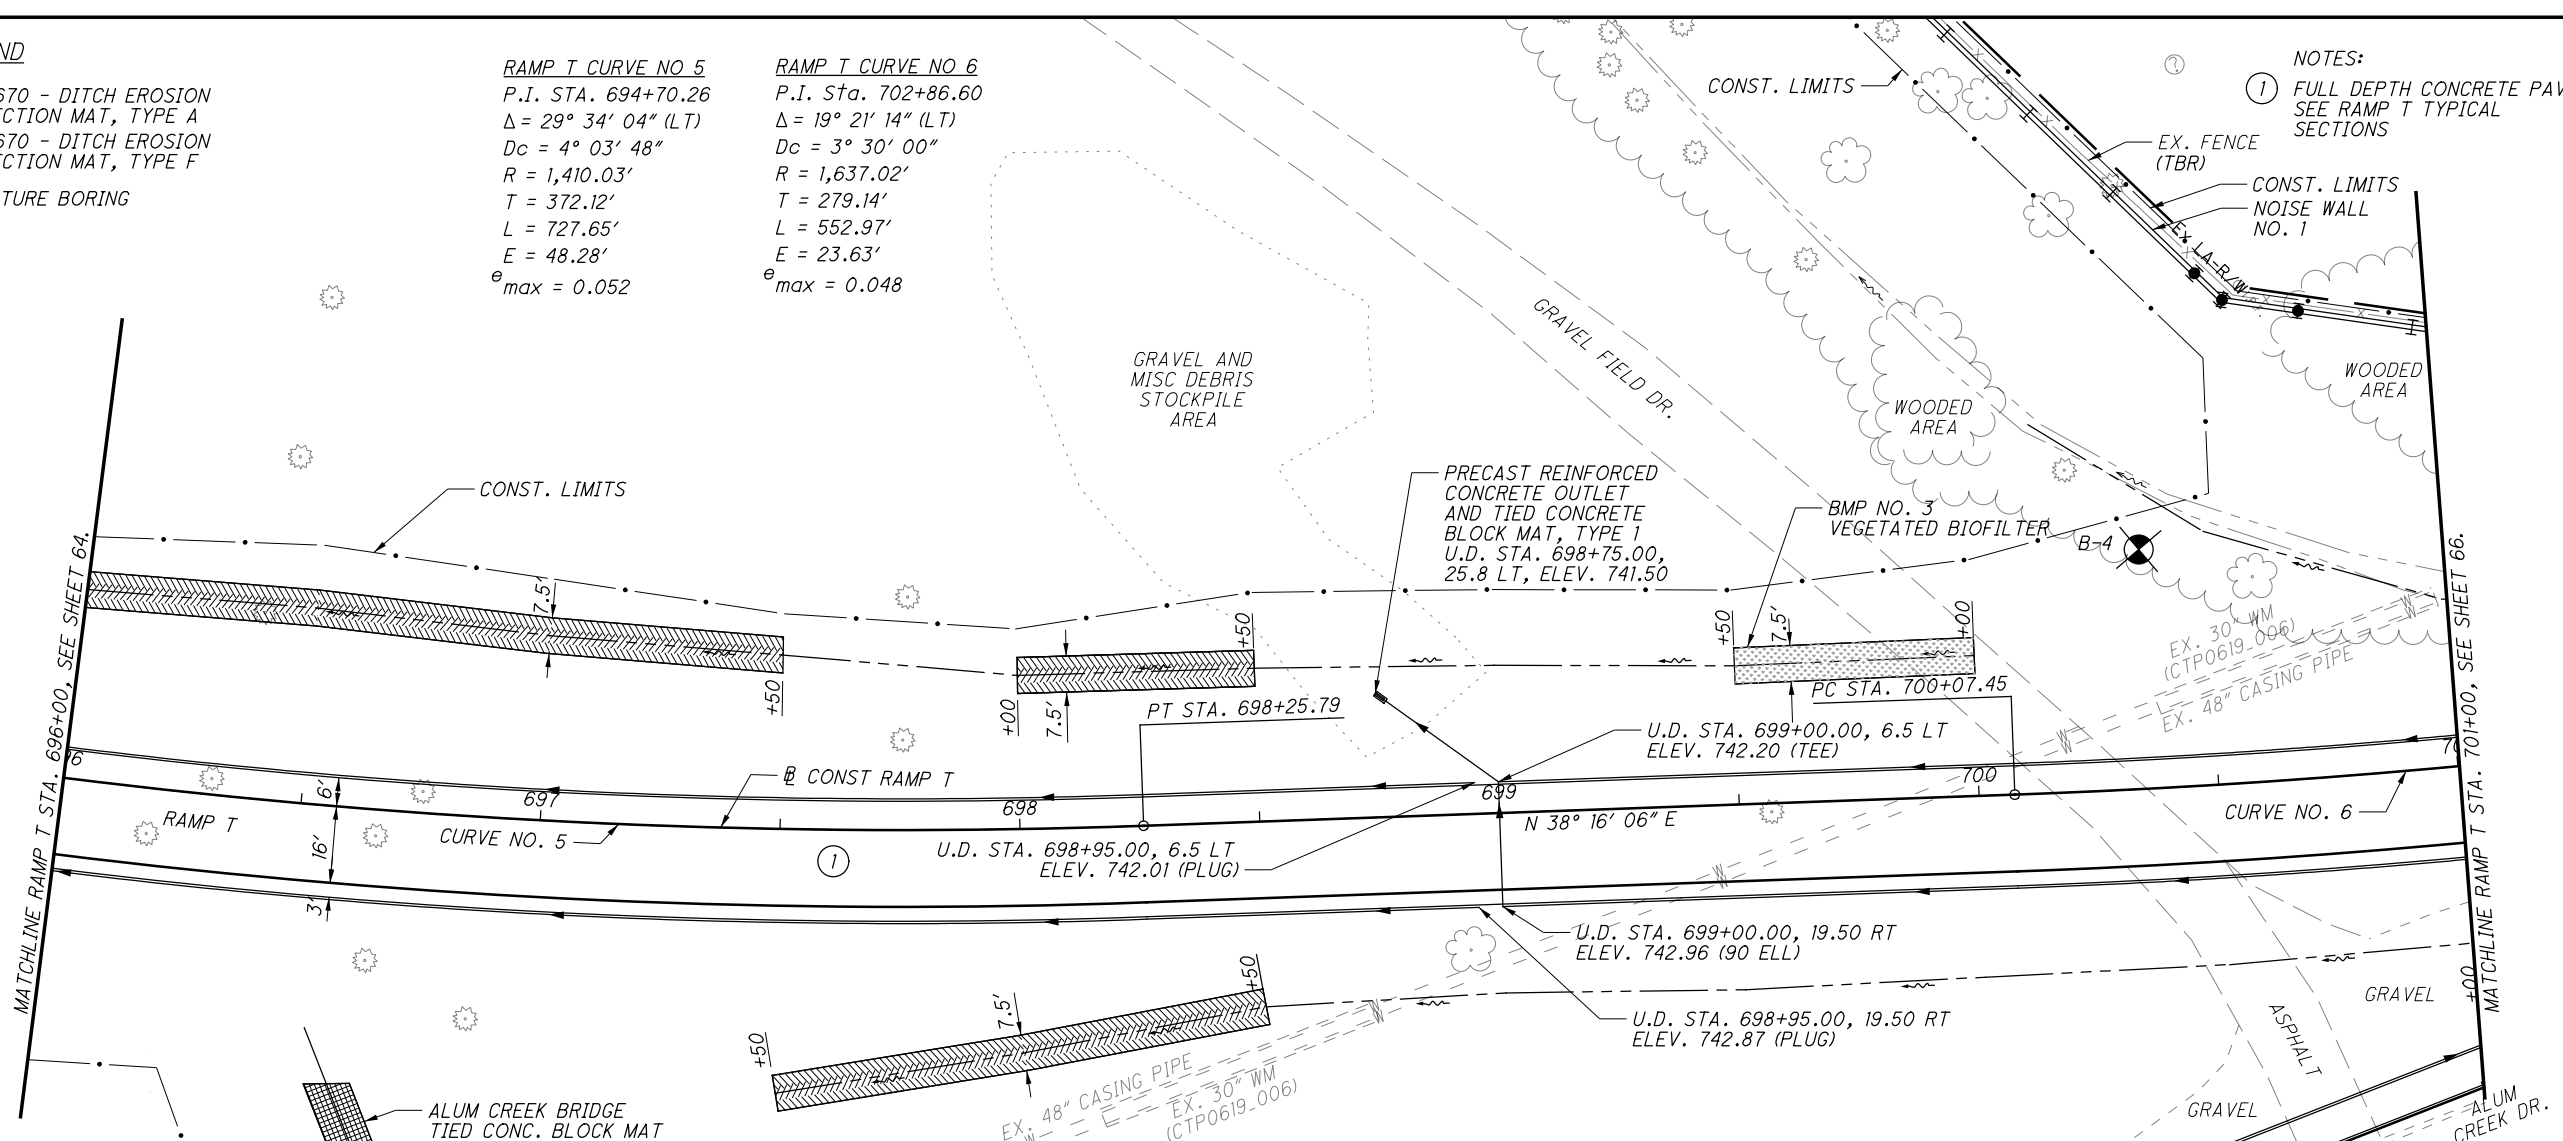 ND
670 - DITCH EROSION
CTION MAT, TYPE A
670 - DITCH EROSION
CTION MAT, TYPE F
TURE BORING
RAMP T CURVE NO 5
P.I. STA. 694+70.26
Δ = 29° 34' 04" (LT)
Dc = 4° 03' 48"
R = 1,410.03'
T = 372.12'
L = 727.65'
E = 48.28'
e max = 0.052
RAMP T CURVE NO 6
P.I. Sta. 702+86.60
Δ = 19° 21' 14" (LT)
Dc = 3° 30' 00"
R = 1,637.02'
T = 279.14'
L = 552.97'
E = 23.63'
e max = 0.048
CONST. LIMITS
?
NOTES:
1 FULL DEPTH CONCRETE PAV
SEE RAMP T TYPICAL
SECTIONS
EX. FENCE
(TBR)
CONST. LIMITS
NOISE WALL
NO. 1
Ex LA-R/W
GRAVEL AND
MISC DEBRIS
STOCKPILE
AREA
GRAVEL FIELD DR.
WOODED
AREA
WOODED
AREA
CONST. LIMITS
PRECAST REINFORCED
CONCRETE OUTLET
AND TIED CONCRETE
BLOCK MAT, TYPE 1
U.D. STA. 698+75.00,
25.8 LT, ELEV. 741.50
BMP NO. 3
VEGETATED BIOFILTER
B-4
MATCHLINE RAMP T STA. 696+00, SEE SHEET 64.
MATCHLINE RAMP T STA. 701+00, SEE SHEET 66.
7.5'
+50
+00
7.5'
+50
+50
7.5'
+00
EX. 30" WM
(CTP0619_006)
EX. 48" CASING PIPE
W
W
PT STA. 698+25.79
PC STA. 700+07.45
U.D. STA. 699+00.00, 6.5 LT
ELEV. 742.20 (TEE)
96
6'
697
BL CONST RAMP T
698
699
700
70
RAMP T
16'
CURVE NO. 5
1
U.D. STA. 698+95.00, 6.5 LT
ELEV. 742.01 (PLUG)
N 38° 16' 06" E
CURVE NO. 6
W
3'
U.D. STA. 699+00.00, 19.50 RT
ELEV. 742.96 (90 ELL)
+50
7.5'
+50
W
U.D. STA. 698+95.00, 19.50 RT
ELEV. 742.87 (PLUG)
GRAVEL
+00
ASPHALT
EX. 48" CASING PIPE
EX. 30" WM
(CTP0619_006)
W
ALUM CREEK BRIDGE
TIED CONC. BLOCK MAT
GRAVEL
ALUM
CREEK DR.